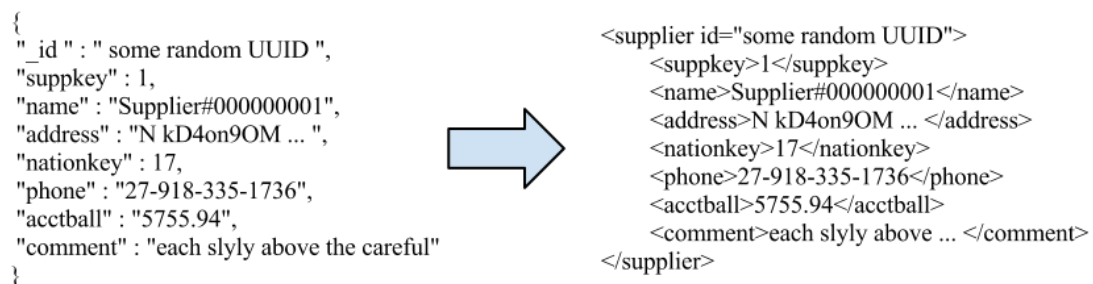 {
"_id " : " some random UUID ",
"suppkey" : 1,
"name" : "Supplier#000000001",
"address" : "N kD4on9OM ... ",
"nationkey" : 17,
"phone" : "27-918-335-1736",
"acctball" : "5755.94",
"comment" : "each slyly above the careful"
}
<supplier id="some random UUID">
<suppkey>1</suppkey>
<name>Supplier#000000001</name>
<address>N kD4on9OM ... </address>
<nationkey>17</nationkey>
<phone>27-918-335-1736</phone>
<acctball>5755.94</acctball>
<comment>each slyly above ... </comment>
</supplier>